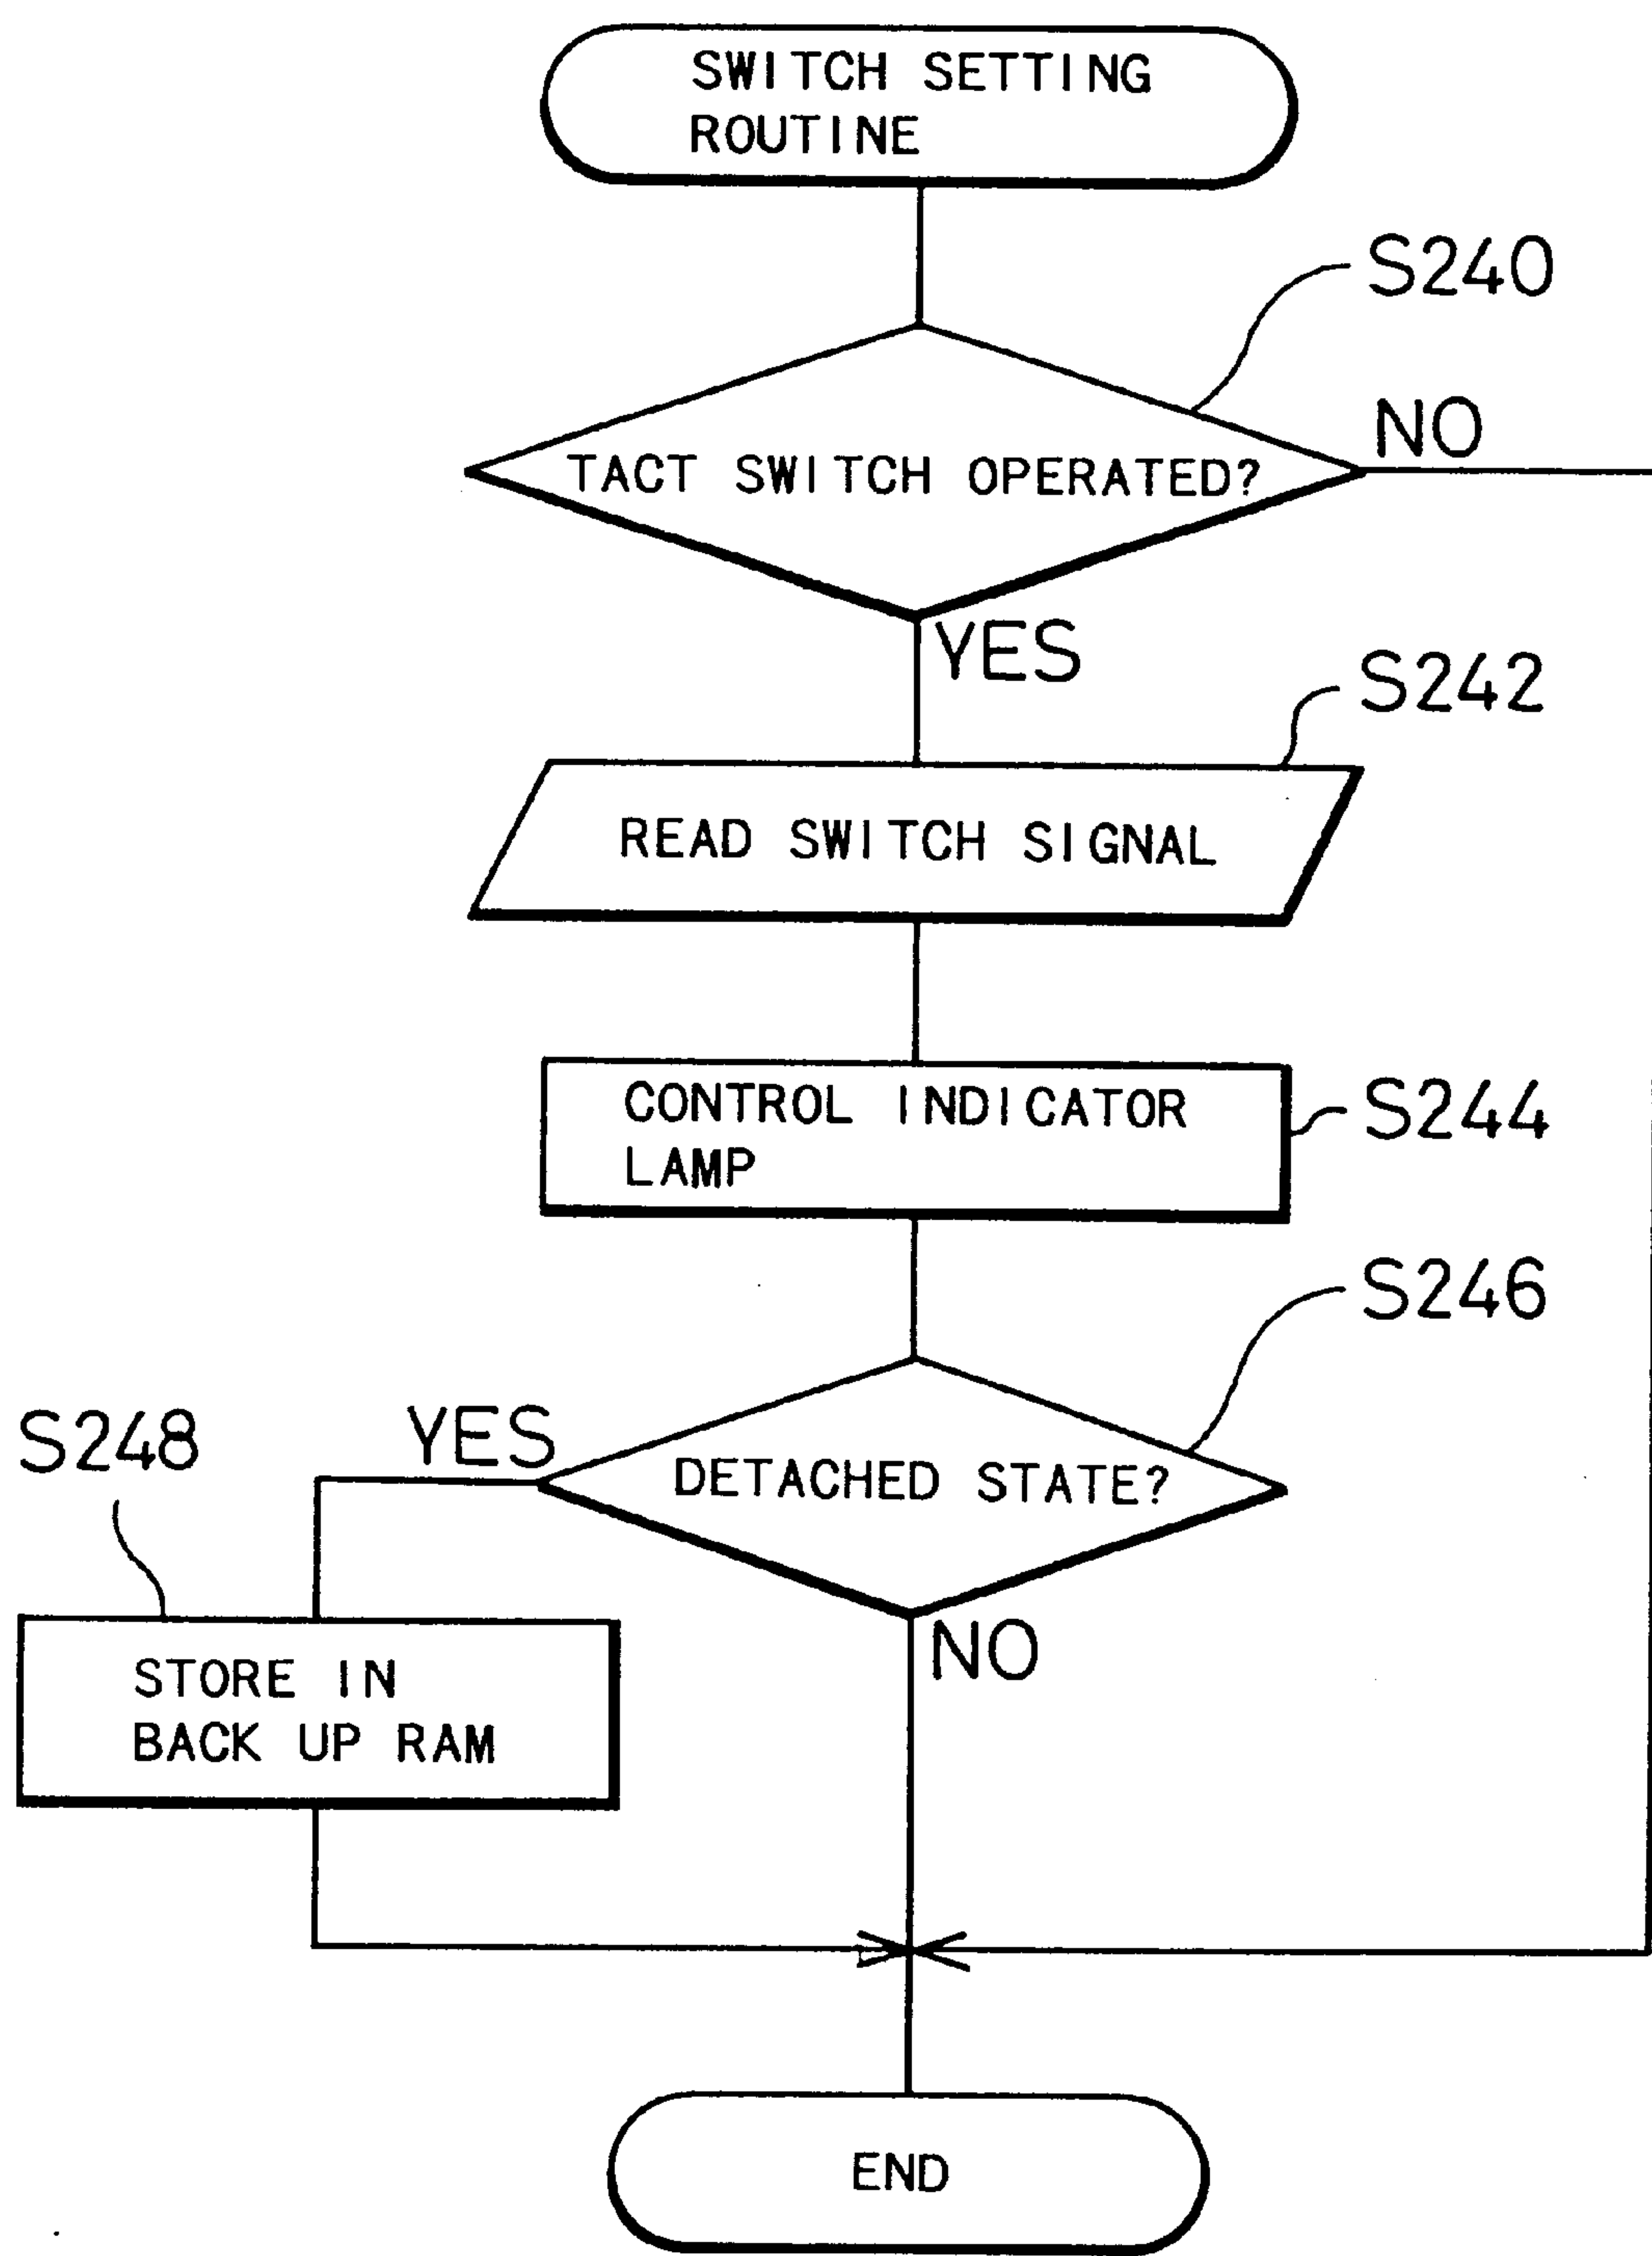 SWITCH SETTING
ROUTINE
S240
TACT SWITCH OPERATED?
NO
YES
S242
READ SWITCH SIGNAL
CONTROL INDICATOR
LAMP
S244
S246
S248
YES
DETACHED STATE?
NO
STORE IN
BACK UP RAM
END